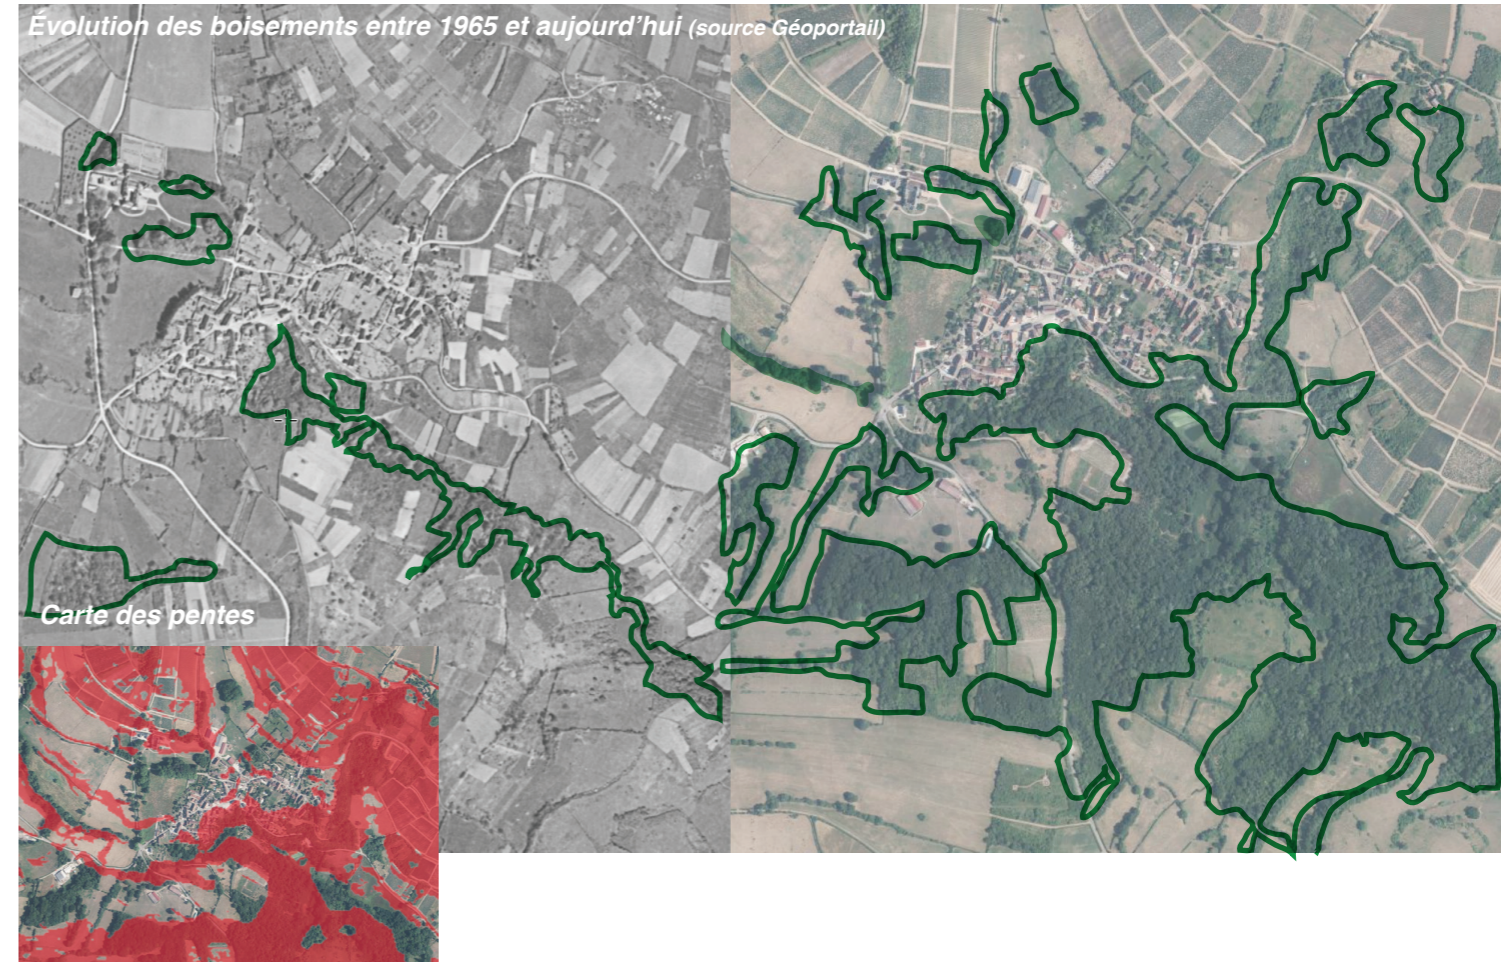 Évolution des boisements entre 1965 et aujourd’hui (source Géoportail)
Carte des pentes